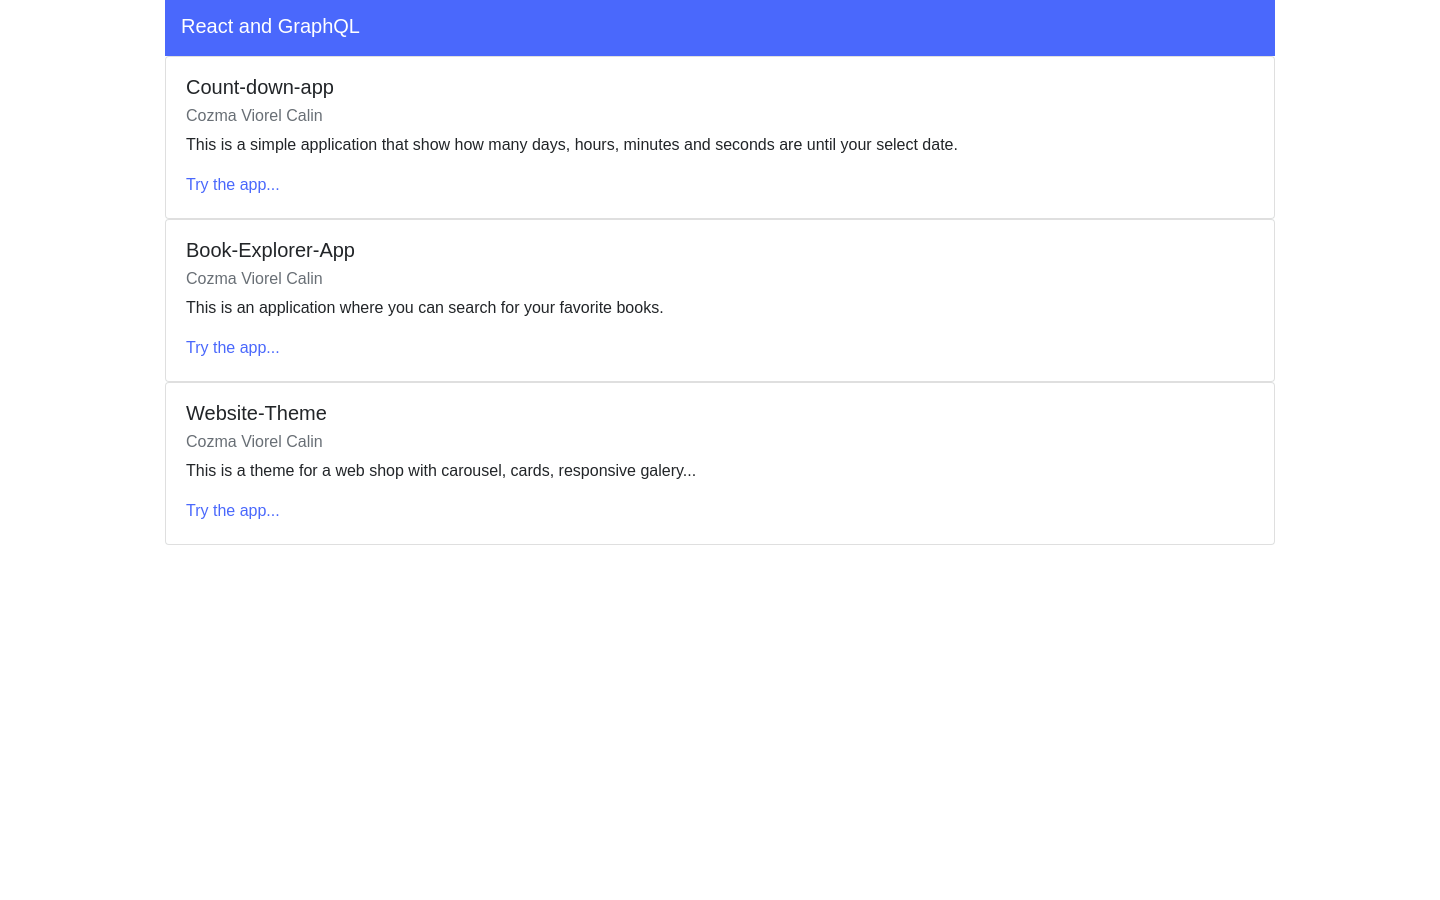 React and GraphQL
Count-down-app
Cozma Viorel Calin
This is a simple application that show how many days, hours, minutes and seconds are until your select date.
Try the app...
Book-Explorer-App
Cozma Viorel Calin
This is an application where you can search for your favorite books.
Try the app...
Website-Theme
Cozma Viorel Calin
This is a theme for a web shop with carousel, cards, responsive galery...
Try the app...